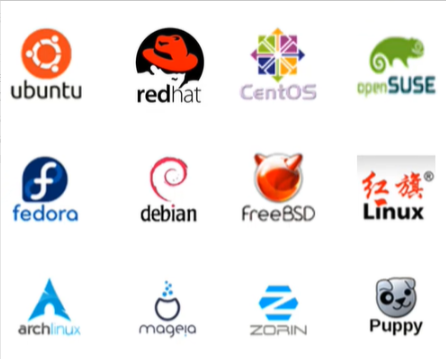 ubuntu
redhat
CentOS
openSUSE
fedora
debian
FreeBSD
红旗®
Linux
archlinux
mageia
ZORIN
Puppy